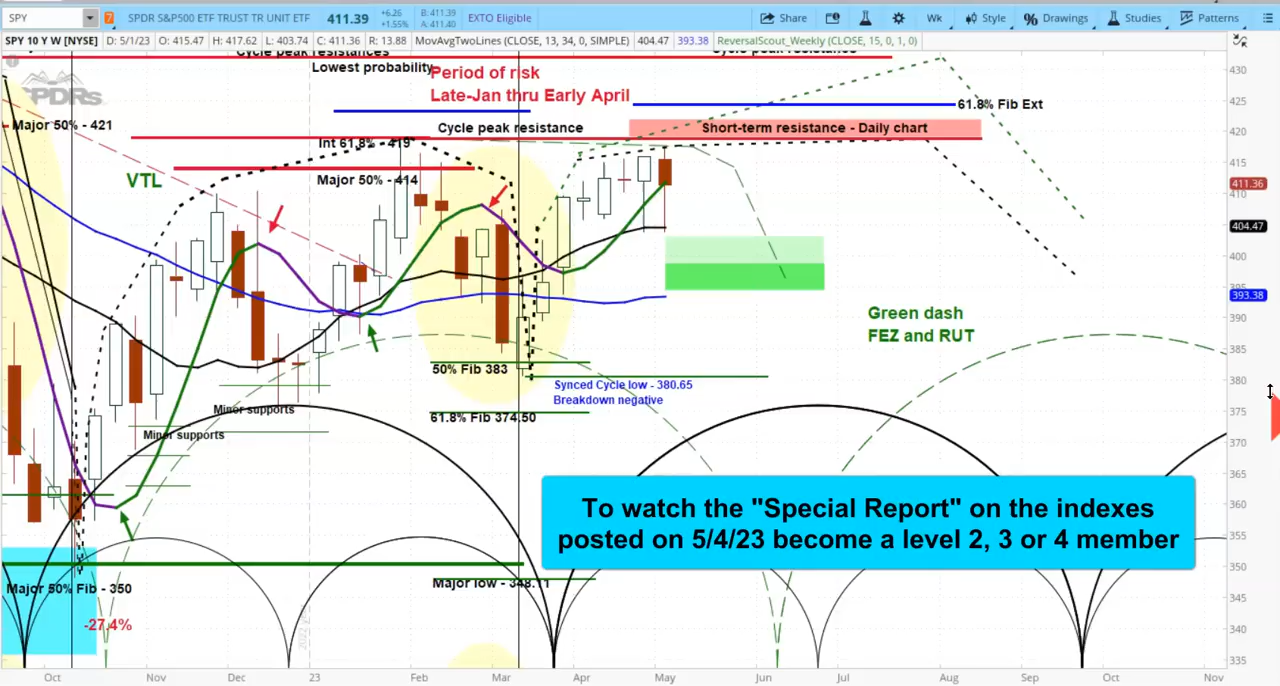 SPY
SPDR S&P500 ETF TRUST TR UNIT ETF
411.39
+6.26
+1.55%
B: 411.39
A: 411.40
EXTO Eligible
Share
Wk
Style
Drawings
Studies
Patterns
SPY 10 Y W [NYSE]
D: 5/1/23
O: 415.47
H: 417.62
L: 403.74
C: 411.36
R: 13.88
MovAvgTwoLines (CLOSE, 13, 34, 0, SIMPLE)
404.47
393.38
ReversalScout_Weekly (CLOSE, 15, 0, 1, 0)
Cycle peak resistances
Cycle peak resistance
Lowest probability
Period of risk
Late-Jan thru Early April
SPDRs
61.8% Fib Ext
Major 50% - 421
Cycle peak resistance
Short-term resistance - Daily chart
Int 61.8% - 419
VTL
Major 50% - 414
Green dash
FEZ and RUT
50% Fib 383
Synced Cycle low - 380.65
Breakdown negative
Minor supports
61.8% Fib 374.50
Minor supports
To watch the "Special Report" on the indexes
posted on 5/4/23 become a level 2, 3 or 4 member
Major 50% Fib - 350
Major low - 348.11
-27.4%
430
425
420
415
411.36
410
404.47
400
395
393.38
390
385
380
375
370
365
360
355
350
345
340
335
Oct
Nov
Dec
23
Feb
Mar
Apr
May
Jun
Jul
Aug
Sep
Oct
Nov